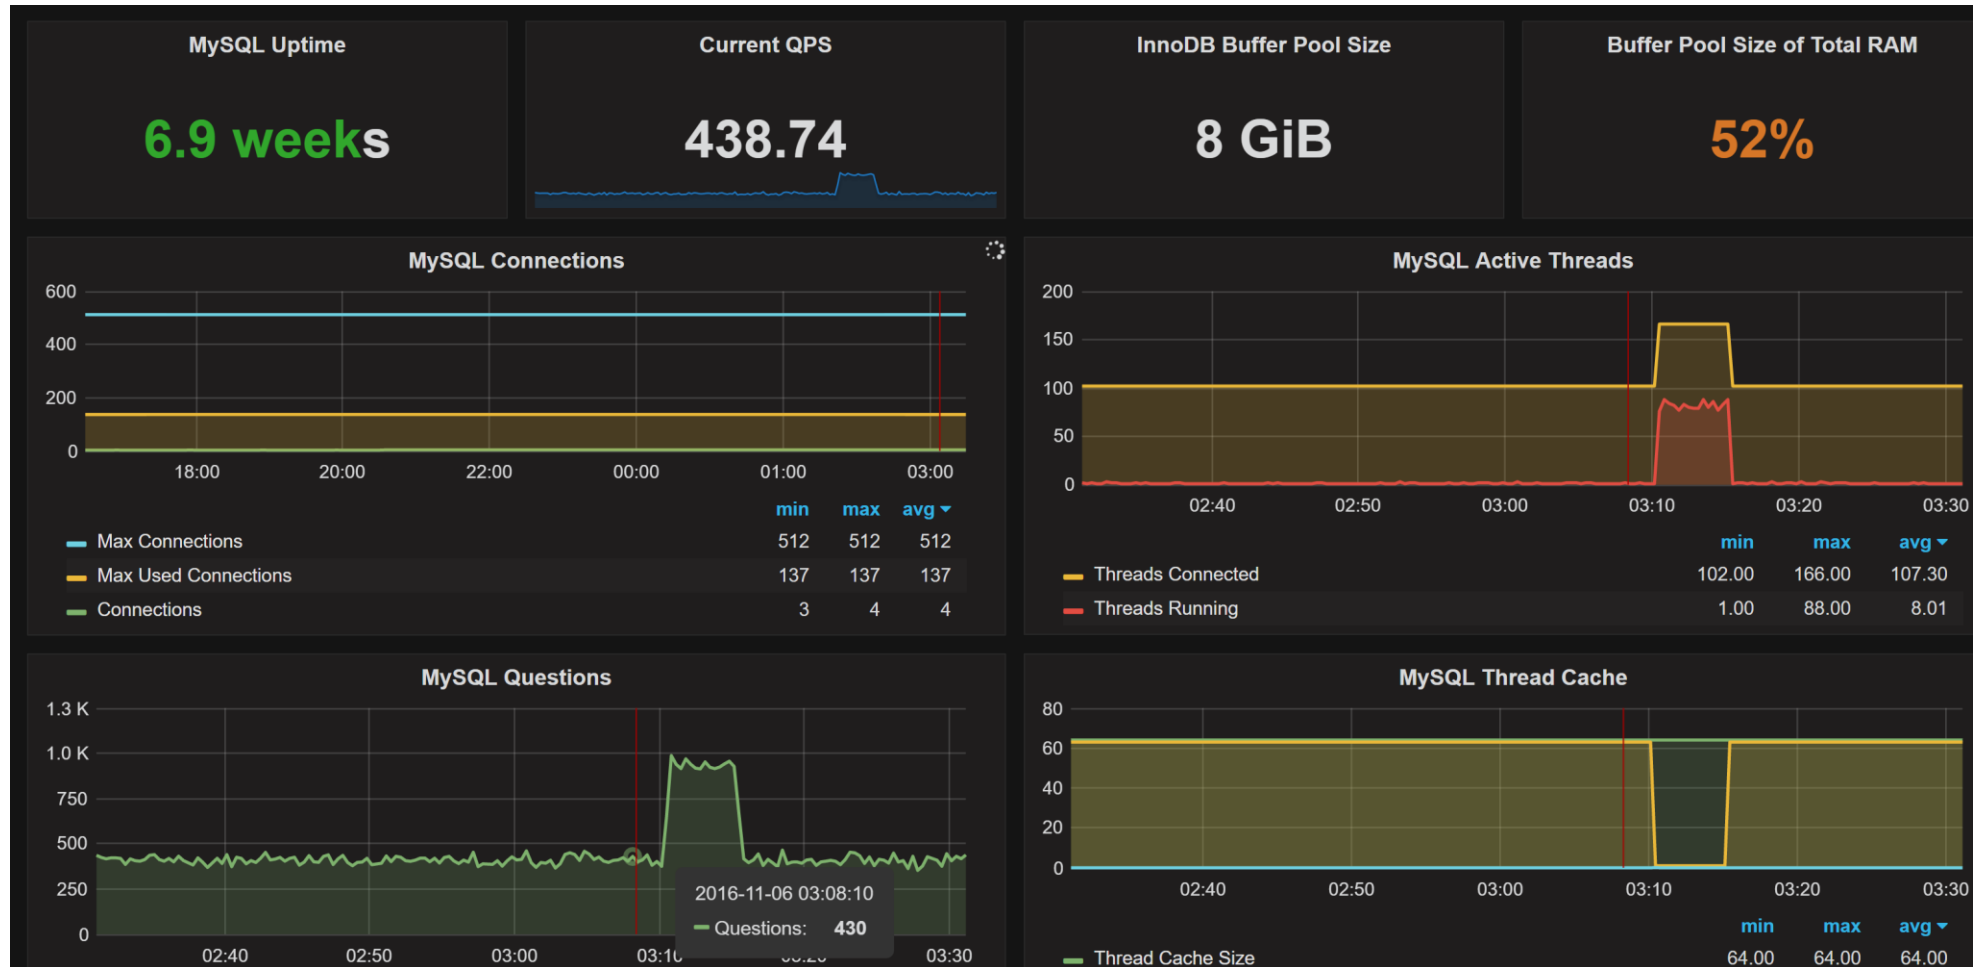 MySQL Uptime
6.9 weeks
Current QPS
438.74
InnoDB Buffer Pool Size
8 GiB
Buffer Pool Size of Total RAM
52%
MySQL Connections
600
400
200
0
18:00 20:00 22:00 00:00 01:00 03:00
min max avg
Max Connections 512 512 512
Max Used Connections 137 137 137
Connections 3 4 4
MySQL Active Threads
200
150
100
50
0
02:40 02:50 03:00 03:10 03:20 03:30
min max avg
Threads Connected 102.00 166.00 107.30
Threads Running 1.00 88.00 8.01
MySQL Questions
1.3 K
1.0 K
750
500
250
0
2016-11-06 03:08:10
Questions: 430
02:40 02:50 03:00 03:10 03:20 03:30
MySQL Thread Cache
80
60
40
20
0
02:40 02:50 03:00 03:10 03:20 03:30
min max avg
Thread Cache Size 64.00 64.00 64.00